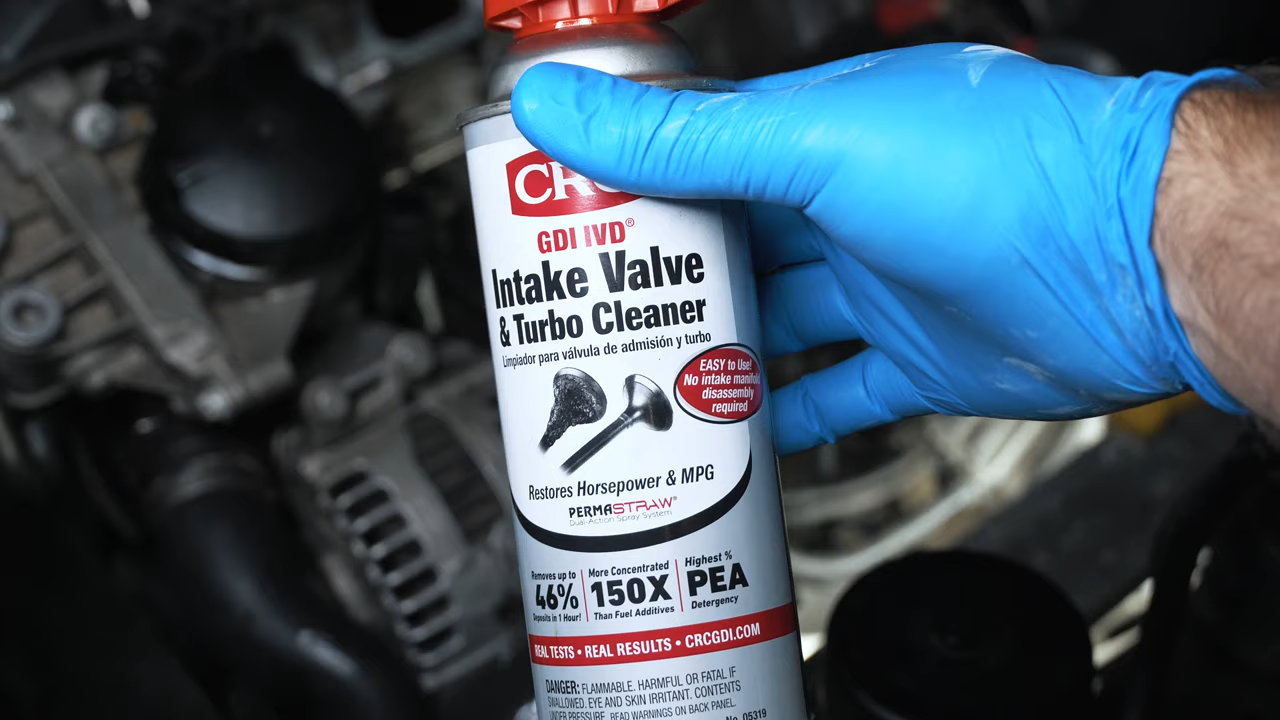 CRC
GDI IVD®
Intake Valve
& Turbo Cleaner
Limpiador para válvula de admisión y turbo
EASY to Use!
No intake manifold
disassembly
required
Restores Horsepower & MPG
PERMASTRAW®
Dual-Action Spray System
Removes up to
46%
Deposits in 1 Hour!
More Concentrated
150X
Than Fuel Additives
Highest %
PEA
Detergency
REAL TESTS • REAL RESULTS • CRCGDI.COM
DANGER: FLAMMABLE. HARMFUL OR FATAL IF
SWALLOWED. EYE AND SKIN IRRITANT. CONTENTS
UNDER PRESSURE. READ WARNINGS ON BACK PANEL.
No. 05319